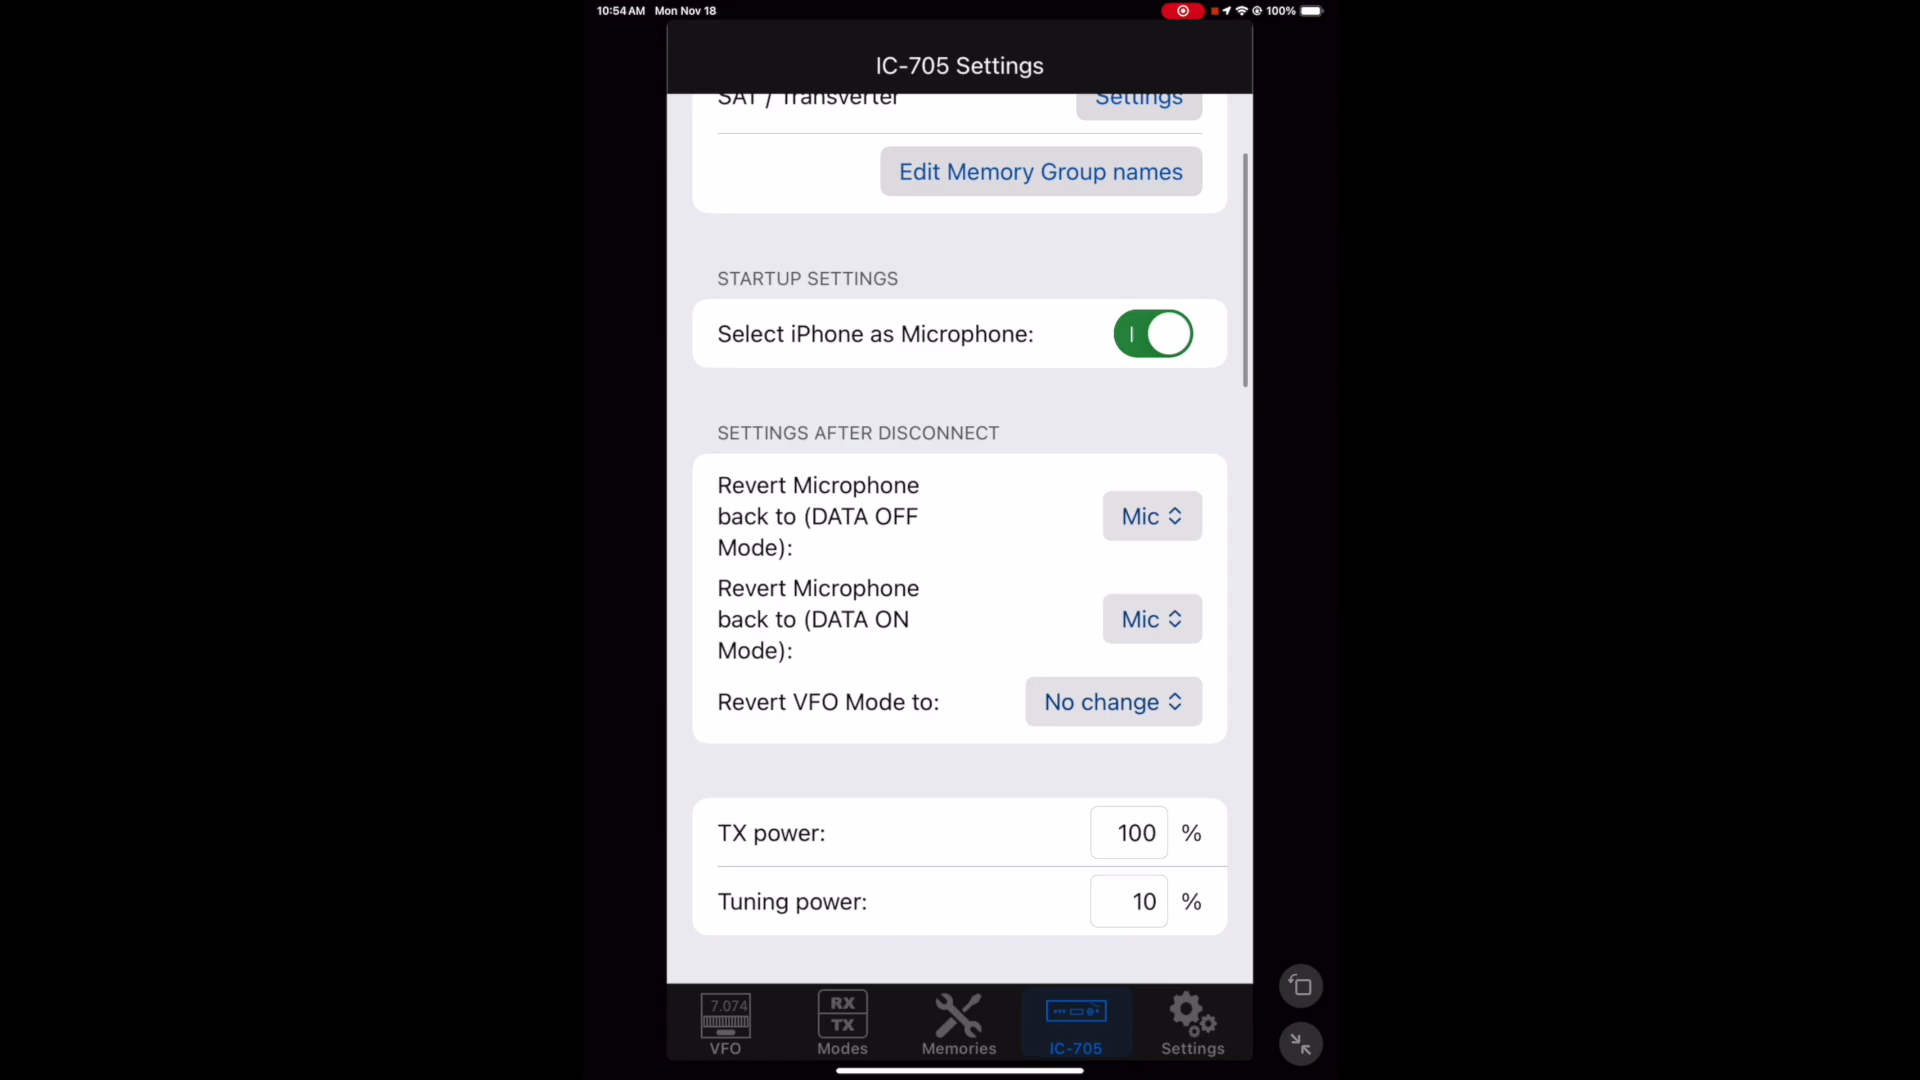 10:54 AM Mon Nov 18
100%
IC-705 Settings
SAT / Transverter
Settings
Edit Memory Group names
STARTUP SETTINGS
Select iPhone as Microphone:
SETTINGS AFTER DISCONNECT
Revert Microphone
back to (DATA OFF
Mode):
Mic
Revert Microphone
back to (DATA ON
Mode):
Mic
Revert VFO Mode to:
No change
TX power:
100 %
Tuning power:
10 %
7.074
VFO
RX
TX
Modes
Memories
IC-705
Settings